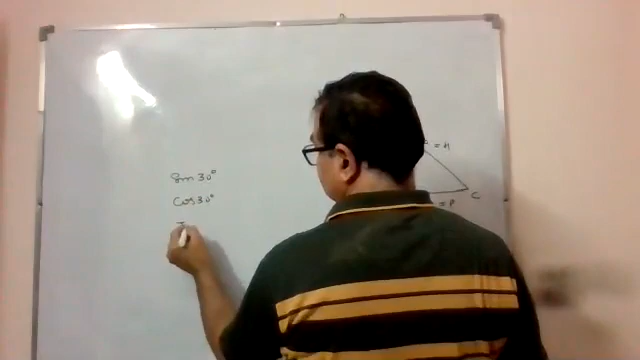 Sin 30°
= H
Cos 30°
C
= P